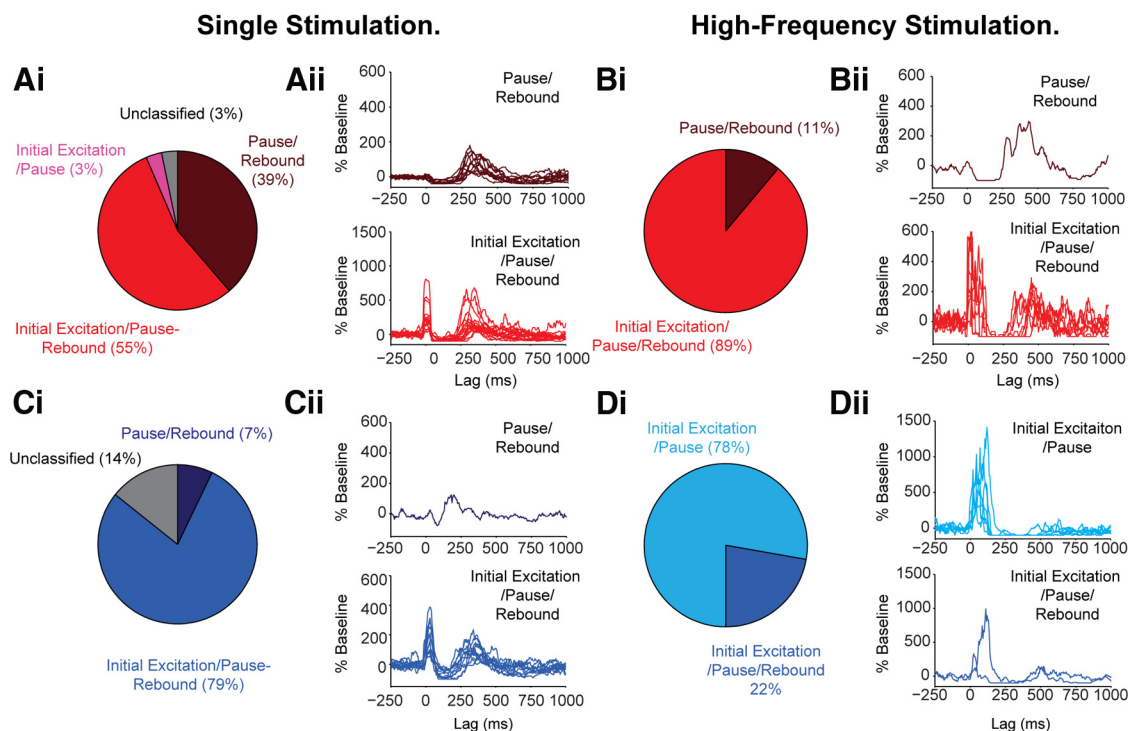 Single Stimulation.
High-Frequency Stimulation.
Ai
Unclassified (3%)
Initial Excitation
/Pause (3%)
Pause/
Rebound
(39%)
Initial Excitation/Pause-
Rebound (55%)
Aii
Pause/
Rebound
% Baseline
600
400
200
0
−250 0 250 500 750 1000
Initial Excitation
/Pause/
Rebound
% Baseline
1500
1000
500
0
−250 0 250 500 750 1000
Lag (ms)
Bi
Pause/Rebound (11%)
Initial Excitation/
Pause/Rebound (89%)
Bii
Pause/
Rebound
% Baseline
600
400
200
0
−250 0 250 500 750 1000
Initial Excitation
/Pause/
Rebound
% Baseline
600
400
200
0
−250 0 250 500 750 1000
Lag (ms)
Ci
Pause/Rebound (7%)
Unclassified (14%)
Initial Excitation/Pause-
Rebound (79%)
Cii
Pause/
Rebound
% Baseline
600
400
200
0
−250 0 250 500 750 1000
Initial Excitation
/Pause/
Rebound
% Baseline
600
400
200
0
−250 0 250 500 750 1000
Lag (ms)
Di
Initial Excitation
/Pause (78%)
Initial Excitation
/Pause/Rebound
22%
Dii
Initial Excitaiton
/Pause
% Baseline
1500
1000
500
0
−250 0 250 500 750 1000
Initial Excitation
/Pause/
Rebound
% Baseline
1500
1000
500
0
−250 0 250 500 750 1000
Lag (ms)